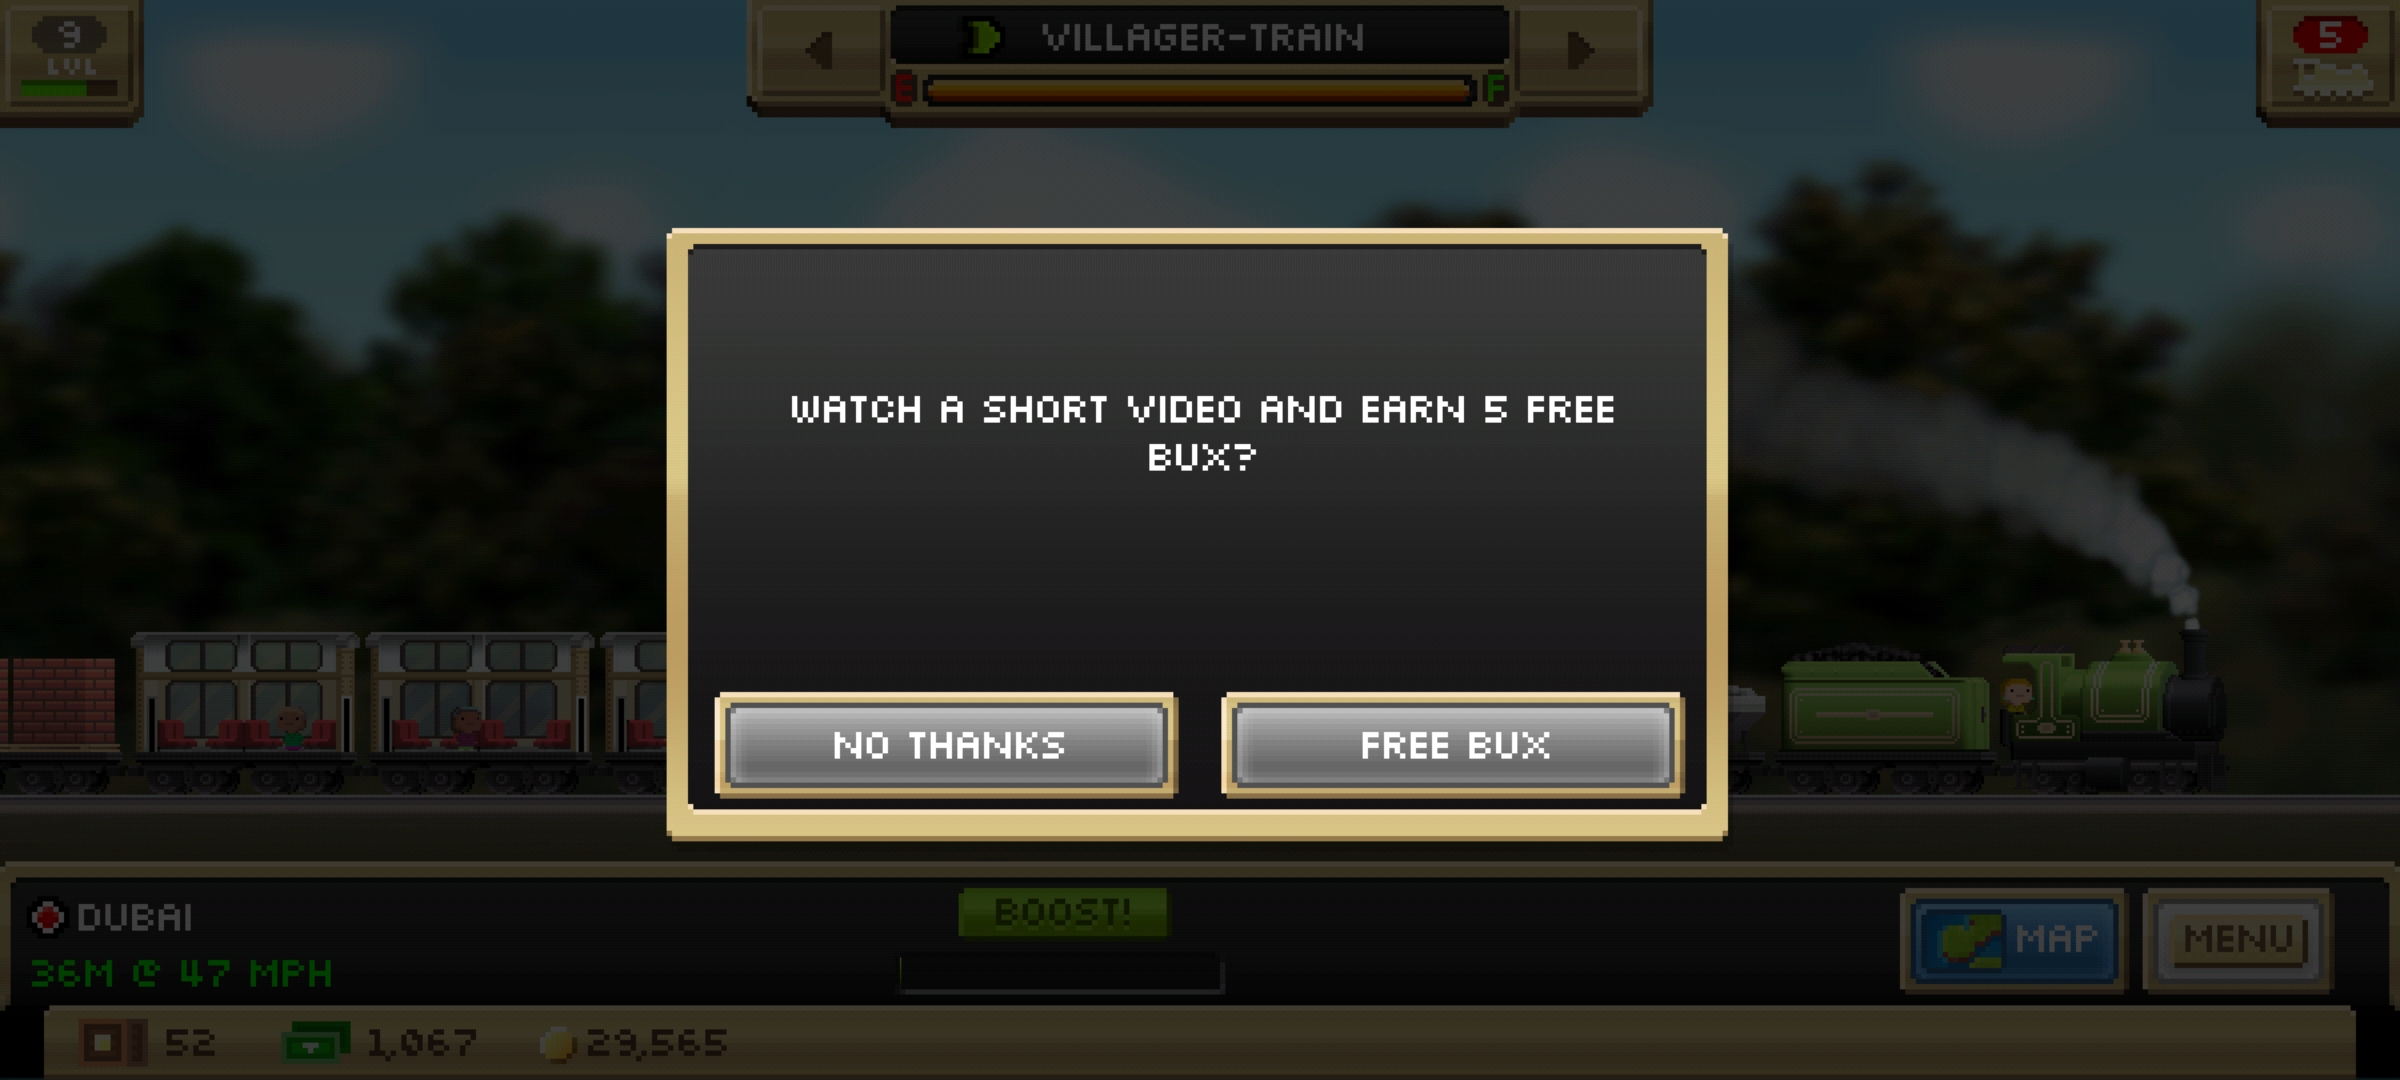 9
LVL
VILLAGER-TRAIN
E F
5
WATCH A SHORT VIDEO AND EARN 5 FREE
BUX?
NO THANKS
FREE BUX
DUBAI
36M @ 47 MPH
BOOST!
MAP
MENU
52
1,067
29,565